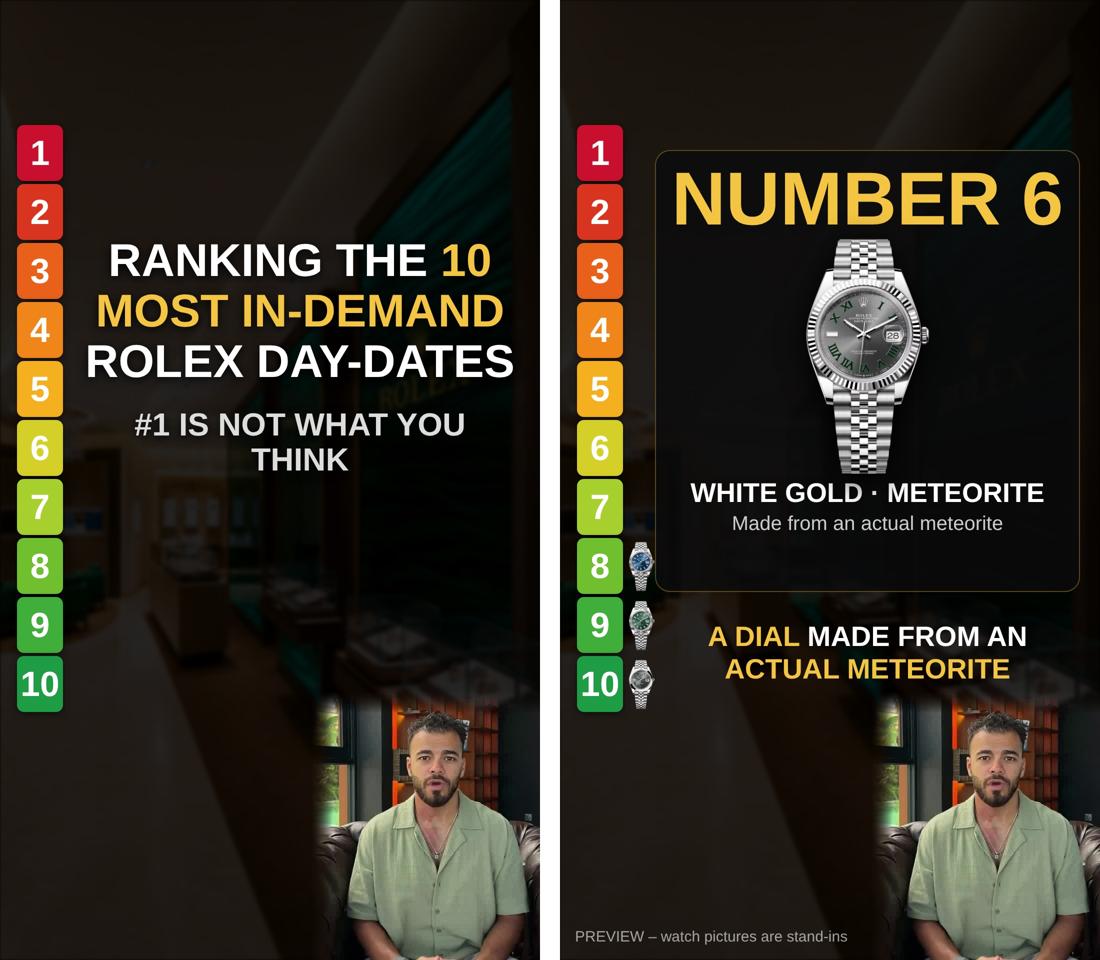 1
2
3
4
5
6
7
8
9
10
RANKING THE 10
MOST IN-DEMAND
ROLEX DAY-DATES
#1 IS NOT WHAT YOU
THINK
1
2
3
4
5
6
7
8
9
10
NUMBER 6
ROLEX
28
WHITE GOLD · METEORITE
Made from an actual meteorite
A DIAL MADE FROM AN
ACTUAL METEORITE
PREVIEW – watch pictures are stand-ins